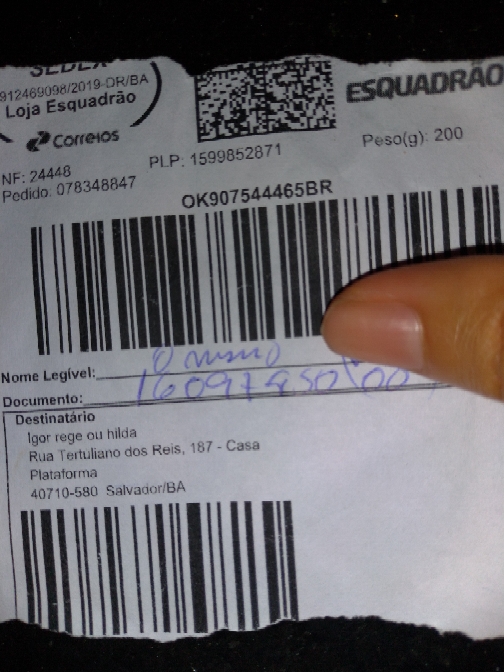 SEDEX
912469098/2019-DR/BA
Loja Esquadrão
Correios
ESQUADRÃO
NF: 24448
PLP: 1599852871
Peso(g): 200
Pedido: 078348847
OK907544465BR
Nome Legível: O mesmo
Documento:
Destinatário
Igor rege ou hilda
Rua Tertuliano dos Reis, 187 - Casa
Plataforma
40710-580 Salvador/BA